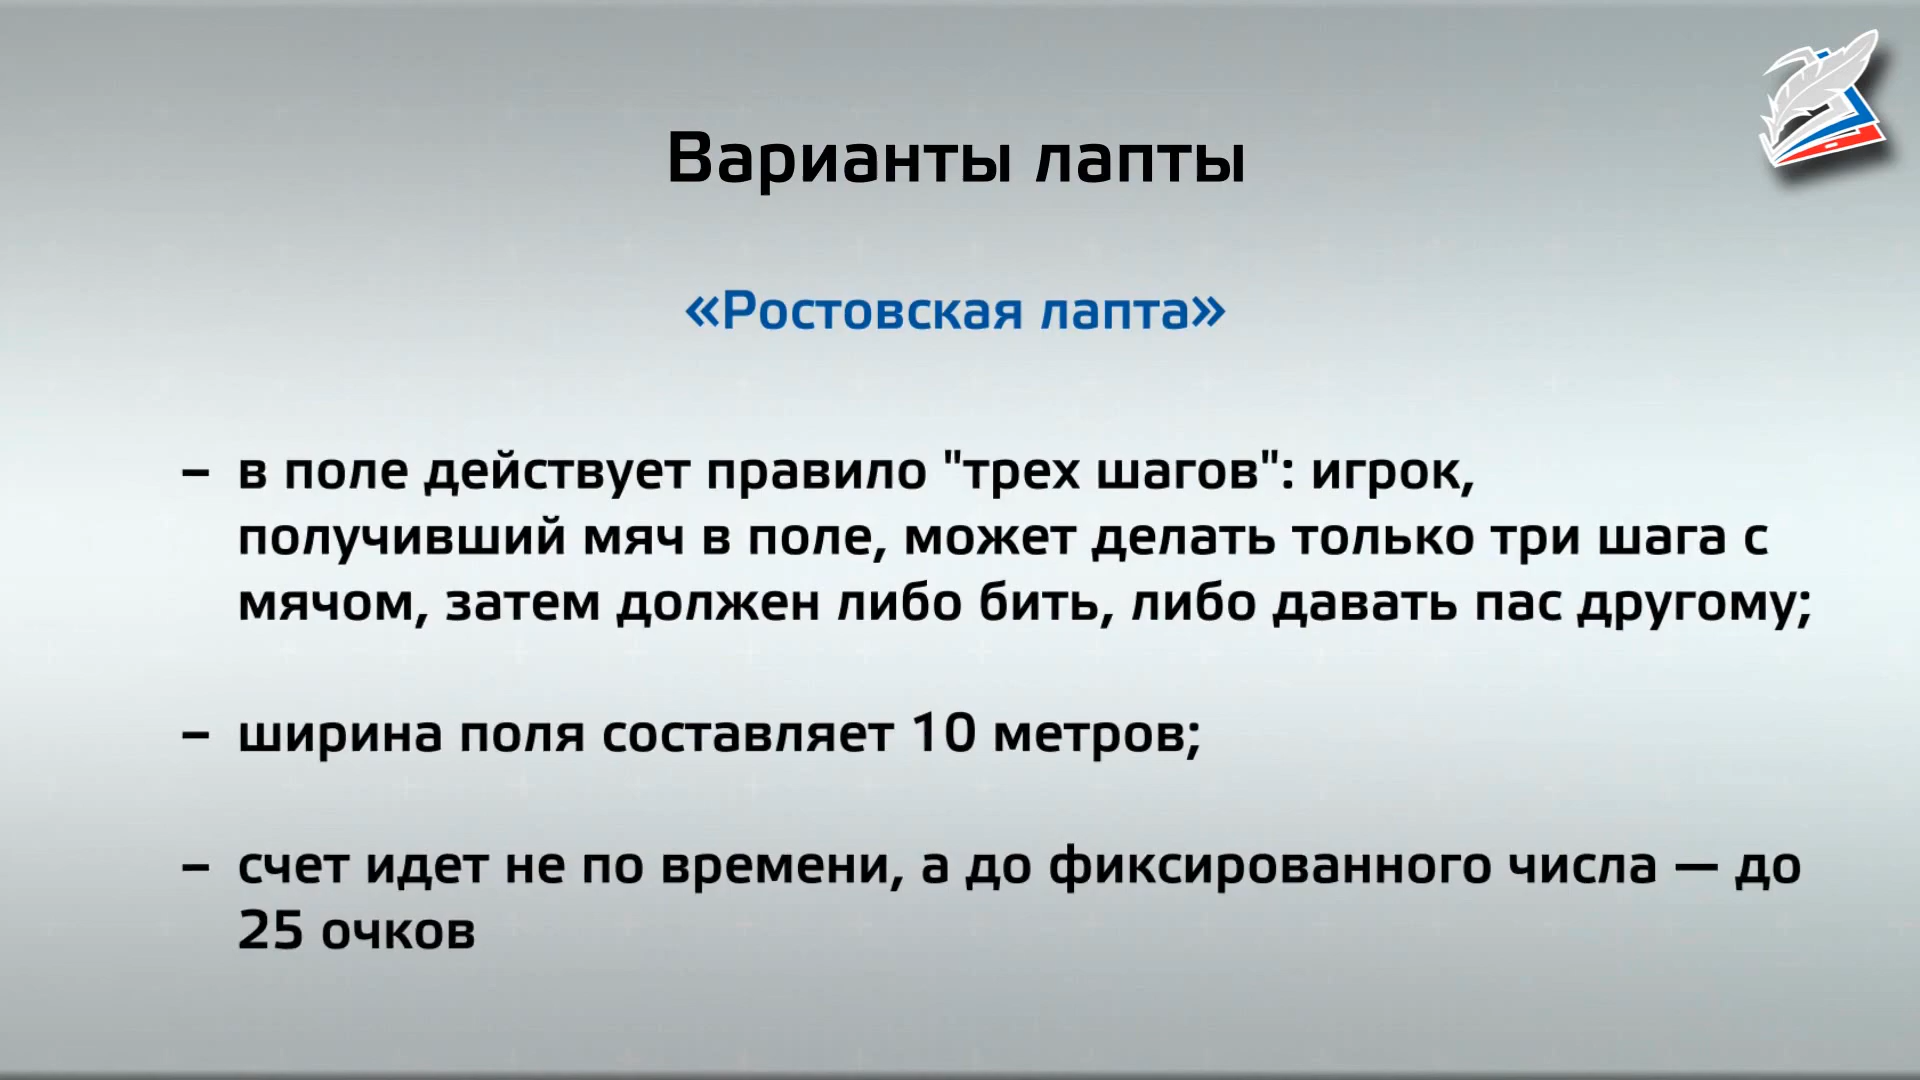 Варианты лапты
«Ростовская лапта»
– в поле действует правило "трех шагов": игрок,
получивший мяч в поле, может делать только три шага с
мячом, затем должен либо бить, либо давать пас другому;
– ширина поля составляет 10 метров;
– счет идет не по времени, а до фиксированного числа — до
25 очков